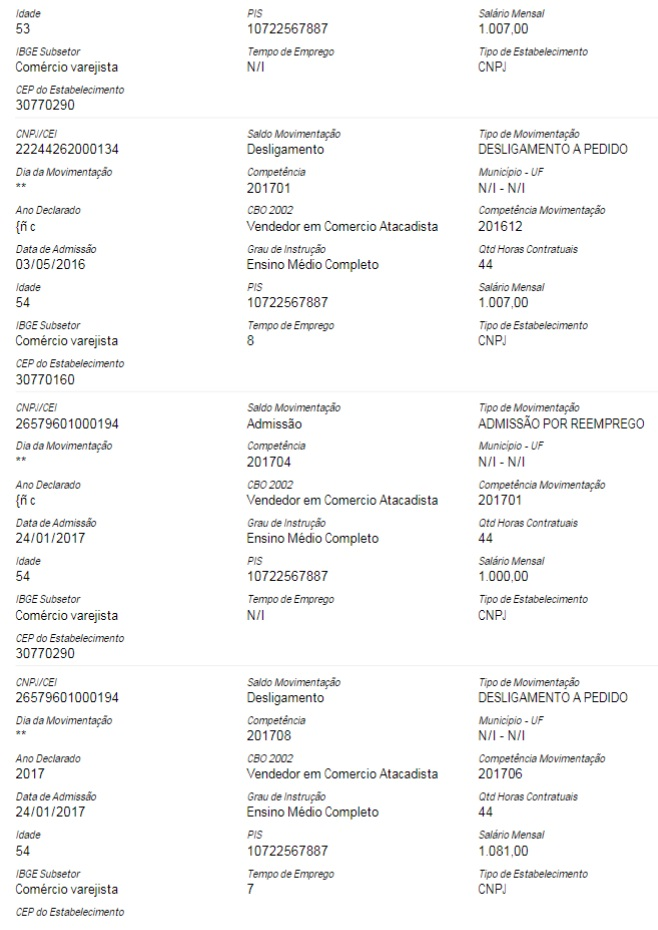 Idade PIS Salário Mensal
53 10722567887 1.007,00
IBGE Subsetor Tempo de Emprego Tipo de Estabelecimento
Comércio varejista N/I CNPJ
CEP do Estabelecimento
30770290
CNPJ/CEI Saldo Movimentação Tipo de Movimentação
22244262000134 Desligamento DESLIGAMENTO A PEDIDO
Dia da Movimentação Competência Município - UF
** 201701 N/I - N/I
Ano Declarado CBO 2002 Competência Movimentação
{ñ c Vendedor em Comercio Atacadista 201612
Data de Admissão Grau de Instrução Qtd Horas Contratuais
03/05/2016 Ensino Médio Completo 44
Idade PIS Salário Mensal
54 10722567887 1.007,00
IBGE Subsetor Tempo de Emprego Tipo de Estabelecimento
Comércio varejista 8 CNPJ
CEP do Estabelecimento
30770160
CNPJ/CEI Saldo Movimentação Tipo de Movimentação
26579601000194 Admissão ADMISSÃO POR REEMPREGO
Dia da Movimentação Competência Município - UF
** 201704 N/I - N/I
Ano Declarado CBO 2002 Competência Movimentação
{ñ c Vendedor em Comercio Atacadista 201701
Data de Admissão Grau de Instrução Qtd Horas Contratuais
24/01/2017 Ensino Médio Completo 44
Idade PIS Salário Mensal
54 10722567887 1.000,00
IBGE Subsetor Tempo de Emprego Tipo de Estabelecimento
Comércio varejista N/I CNPJ
CEP do Estabelecimento
30770290
CNPJ/CEI Saldo Movimentação Tipo de Movimentação
26579601000194 Desligamento DESLIGAMENTO A PEDIDO
Dia da Movimentação Competência Município - UF
** 201708 N/I - N/I
Ano Declarado CBO 2002 Competência Movimentação
2017 Vendedor em Comercio Atacadista 201706
Data de Admissão Grau de Instrução Qtd Horas Contratuais
24/01/2017 Ensino Médio Completo 44
Idade PIS Salário Mensal
54 10722567887 1.081,00
IBGE Subsetor Tempo de Emprego Tipo de Estabelecimento
Comércio varejista 7 CNPJ
CEP do Estabelecimento